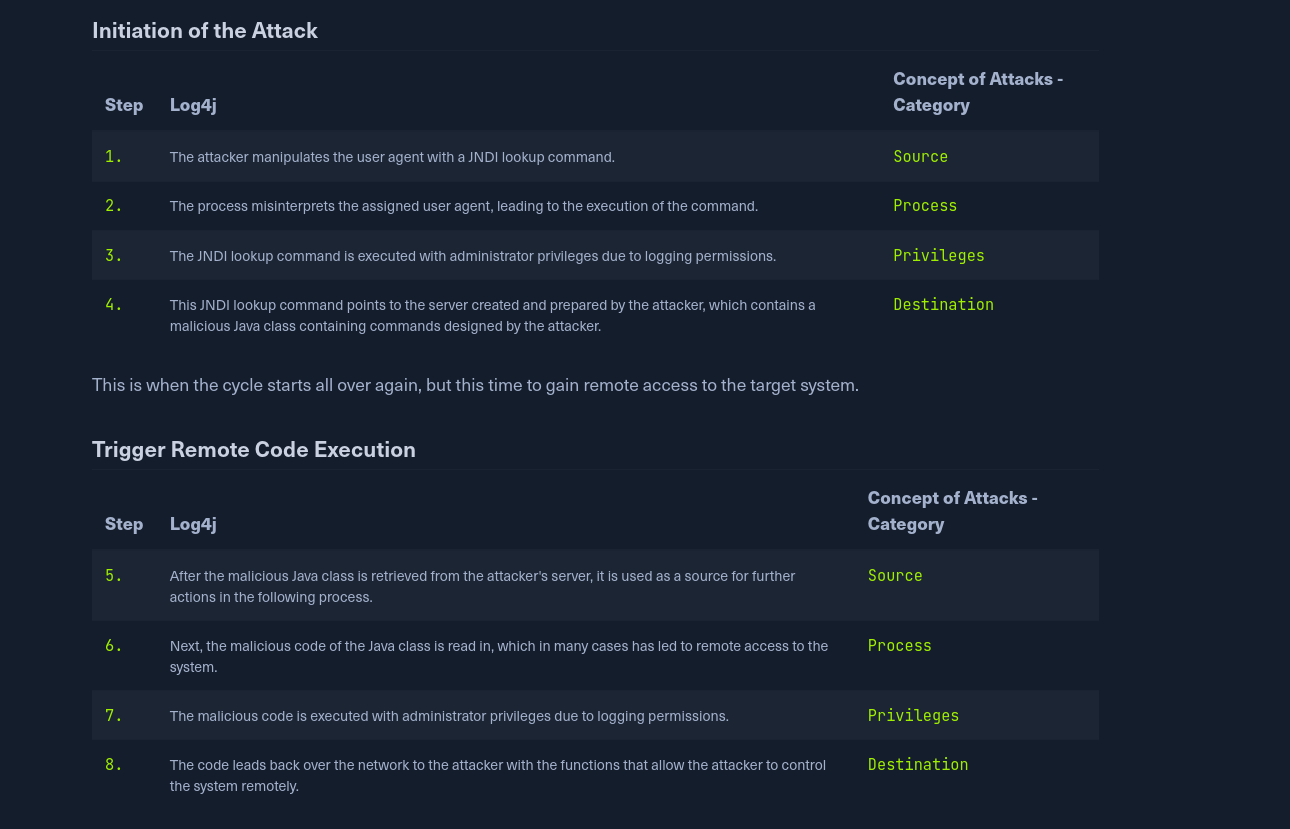 Initiation of the Attack
Step Log4j Concept of Attacks -
Category
1. The attacker manipulates the user agent with a JNDI lookup command. Source
2. The process misinterprets the assigned user agent, leading to the execution of the command. Process
3. The JNDI lookup command is executed with administrator privileges due to logging permissions. Privileges
4. This JNDI lookup command points to the server created and prepared by the attacker, which contains a Destination
malicious Java class containing commands designed by the attacker.
This is when the cycle starts all over again, but this time to gain remote access to the target system.
Trigger Remote Code Execution
Step Log4j Concept of Attacks -
Category
5. After the malicious Java class is retrieved from the attacker's server, it is used as a source for further Source
actions in the following process.
6. Next, the malicious code of the Java class is read in, which in many cases has led to remote access to the Process
system.
7. The malicious code is executed with administrator privileges due to logging permissions. Privileges
8. The code leads back over the network to the attacker with the functions that allow the attacker to control Destination
the system remotely.